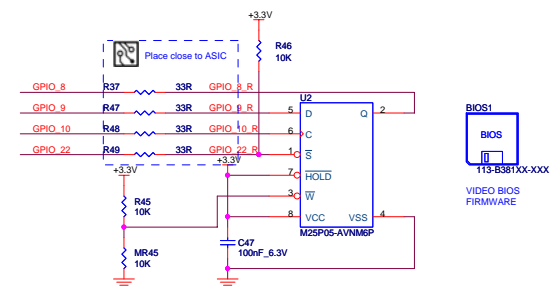 +3.3V
Place close to ASIC
R46
10K
GPIO_8 R37 33R GPIO_8_R
U2
GPIO_9 R47 33R GPIO_9_R
5 D Q 2
BIOS1
GPIO_10 R48 33R GPIO_10_R
6 C
BIOS
GPIO_22 R49 33R GPIO_22_R
1 S
113-B381XX-XXX
+3.3V
+3.3V
7 HOLD
VIDEO BIOS
FIRMWARE
3 W
R45
10K
8 VCC VSS 4
M25P05-AVNM6P
MR45
10K
C47
100nF_6.3V